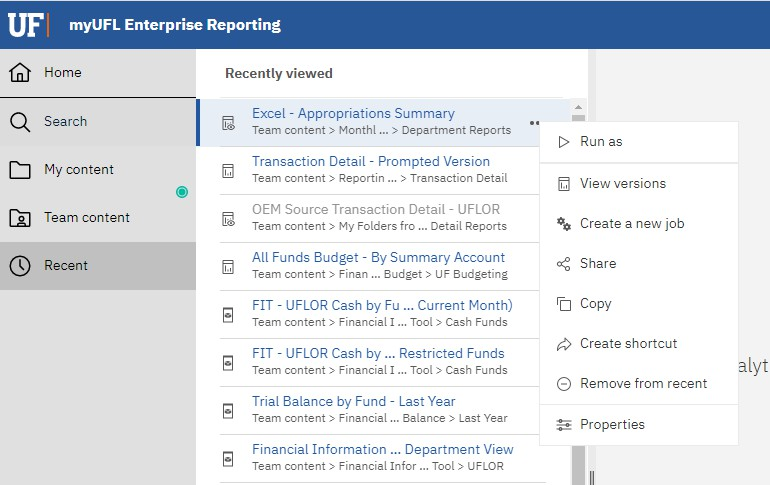 UF myUFL Enterprise Reporting
Home
Search
My content
Team content
Recent
Recently viewed
Excel - Appropriations Summary
Team content > Monthl ... > Department Reports
Transaction Detail - Prompted Version
Team content > Reportin ... > Transaction Detail
OEM Source Transaction Detail - UFLOR
Team content > My Folders fro ... Detail Reports
All Funds Budget - By Summary Account
Team content > Finan ... Budget > UF Budgeting
FIT - UFLOR Cash by Fu ... Current Month)
Team content > Financial I ... Tool > Cash Funds
FIT - UFLOR Cash by ... Restricted Funds
Team content > Financial I ... Tool > Cash Funds
Trial Balance by Fund - Last Year
Team content > Financial ... Balance > Last Year
Financial Information ... Department View
Team content > Financial Infor ... Tool > UFLOR
Run as
View versions
Create a new job
Share
Copy
Create shortcut
Remove from recent
Properties
alyt